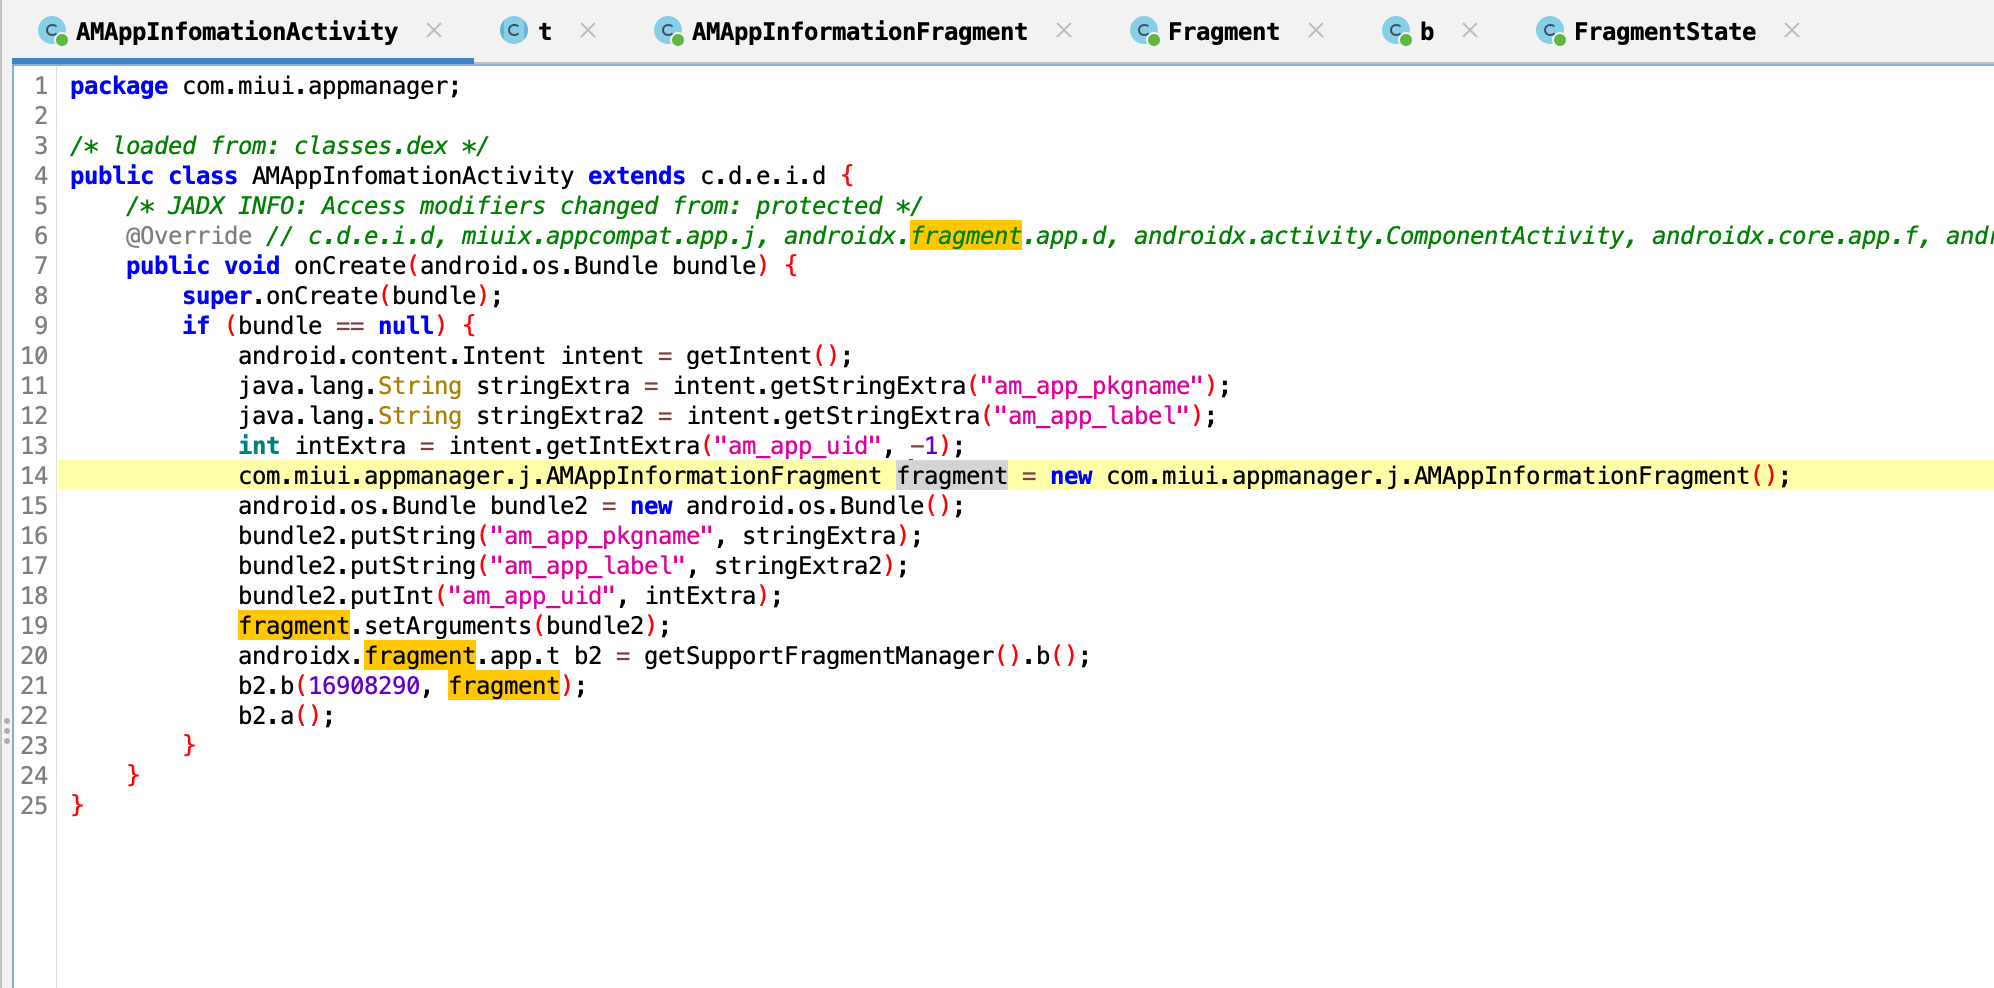 AMAppInfomationActivity t AMAppInformationFragment Fragment b FragmentState
1 package com.miui.appmanager;
2
3 /* loaded from: classes.dex */
4 public class AMAppInfomationActivity extends c.d.e.i.d {
5 /* JADX INFO: Access modifiers changed from: protected */
6 @Override // c.d.e.i.d, miuix.appcompat.app.j, androidx.fragment.app.d, androidx.activity.ComponentActivity, androidx.core.app.f, andr
7 public void onCreate(android.os.Bundle bundle) {
8 super.onCreate(bundle);
9 if (bundle == null) {
10 android.content.Intent intent = getIntent();
11 java.lang.String stringExtra = intent.getStringExtra("am_app_pkgname");
12 java.lang.String stringExtra2 = intent.getStringExtra("am_app_label");
13 int intExtra = intent.getIntExtra("am_app_uid", -1);
14 com.miui.appmanager.j.AMAppInformationFragment fragment = new com.miui.appmanager.j.AMAppInformationFragment();
15 android.os.Bundle bundle2 = new android.os.Bundle();
16 bundle2.putString("am_app_pkgname", stringExtra);
17 bundle2.putString("am_app_label", stringExtra2);
18 bundle2.putInt("am_app_uid", intExtra);
19 fragment.setArguments(bundle2);
20 androidx.fragment.app.t b2 = getSupportFragmentManager().b();
21 b2.b(16908290, fragment);
22 b2.a();
23 }
24 }
25 }